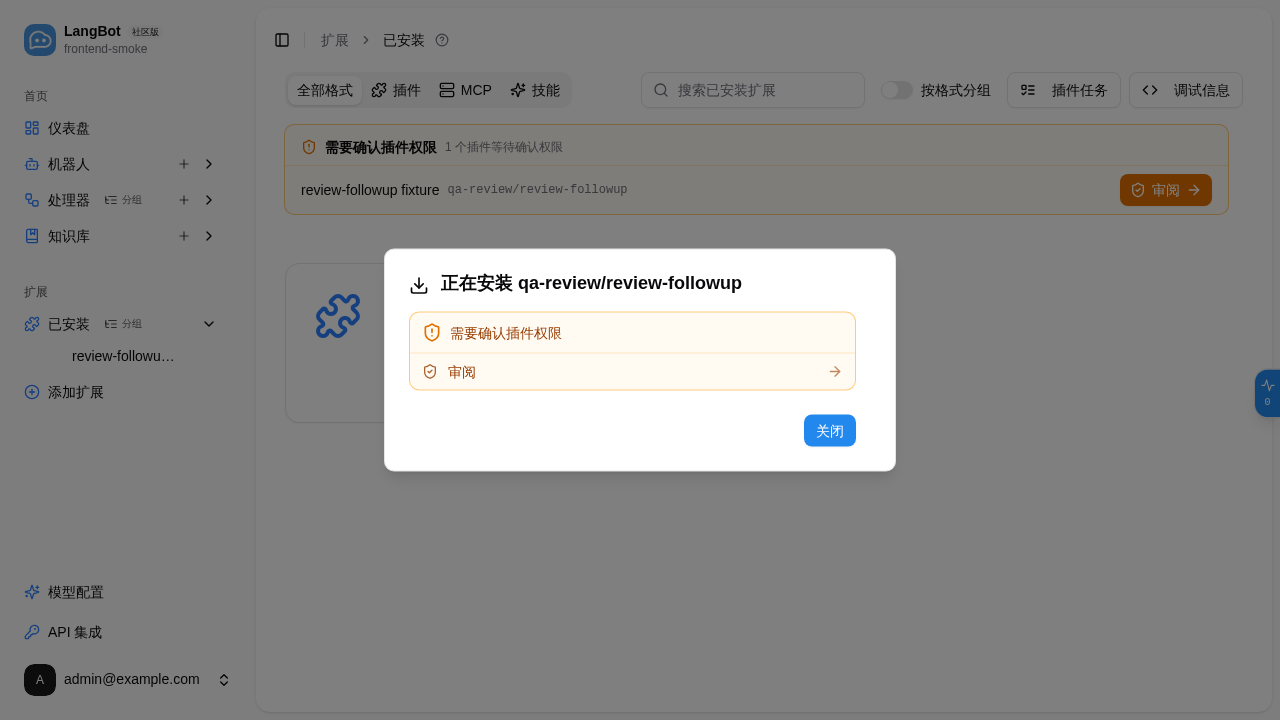 LangBot 社区版
frontend-smoke
首页
仪表盘
机器人
处理器 分组
知识库
扩展
已安装 分组
review-followu…
添加扩展
模型配置
API 集成
A admin@example.com
扩展 已安装
全部格式 插件 MCP 技能 搜索已安装扩展 按格式分组 插件任务 调试信息
需要确认插件权限 1 个插件等待确认权限
review-followup fixture qa-review/review-followup 审阅
正在安装 qa-review/review-followup
需要确认插件权限
审阅
关闭
0